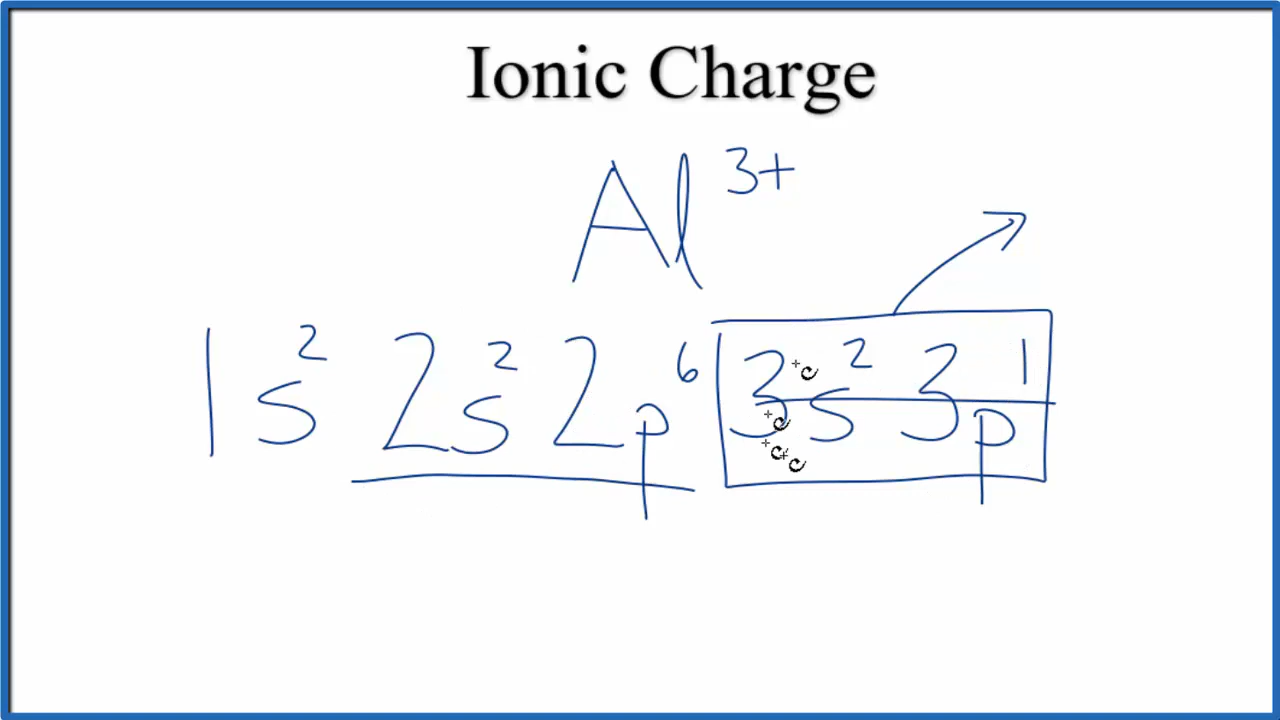 Ionic Charge
Al³⁺
1s² 2s² 2p⁶ 3s² 3p¹